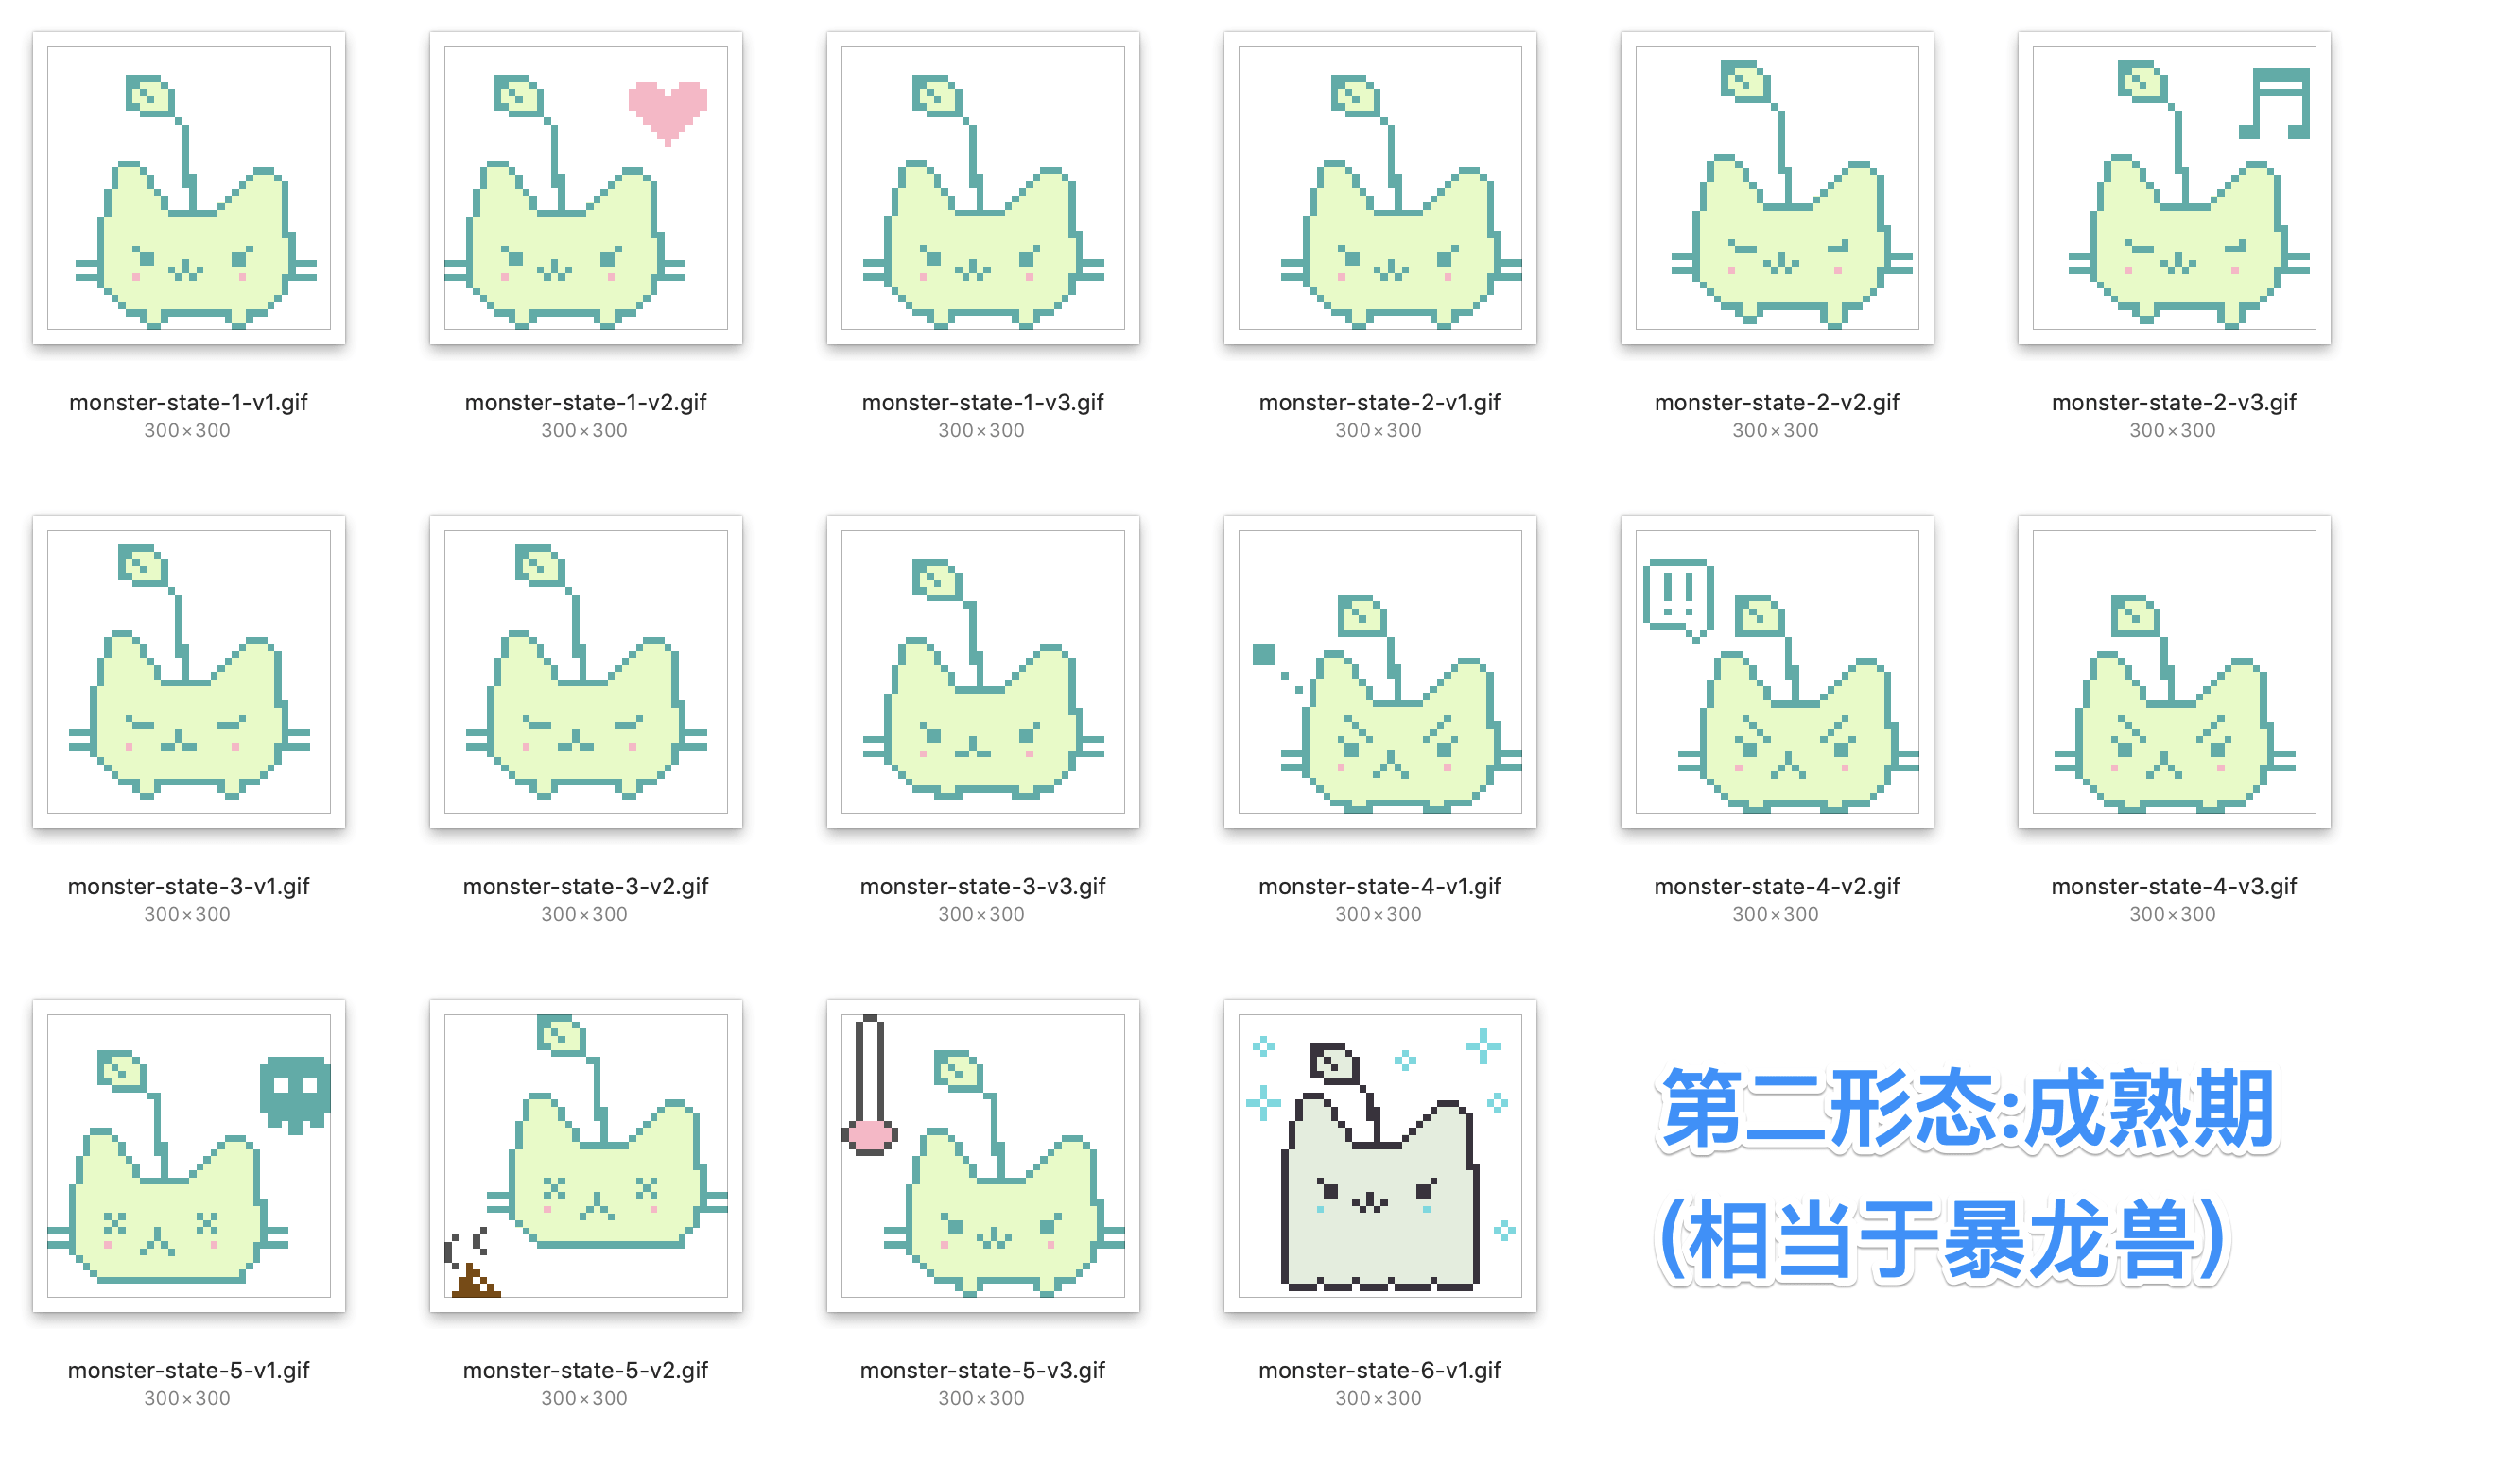 monster-state-1-v1.gif
300×300
monster-state-1-v2.gif
300×300
monster-state-1-v3.gif
300×300
monster-state-2-v1.gif
300×300
monster-state-2-v2.gif
300×300
monster-state-2-v3.gif
300×300
!!
monster-state-3-v1.gif
300×300
monster-state-3-v2.gif
300×300
monster-state-3-v3.gif
300×300
monster-state-4-v1.gif
300×300
monster-state-4-v2.gif
300×300
monster-state-4-v3.gif
300×300
monster-state-5-v1.gif
300×300
monster-state-5-v2.gif
300×300
monster-state-5-v3.gif
300×300
monster-state-6-v1.gif
300×300
第二形态:成熟期
(相当于暴龙兽)